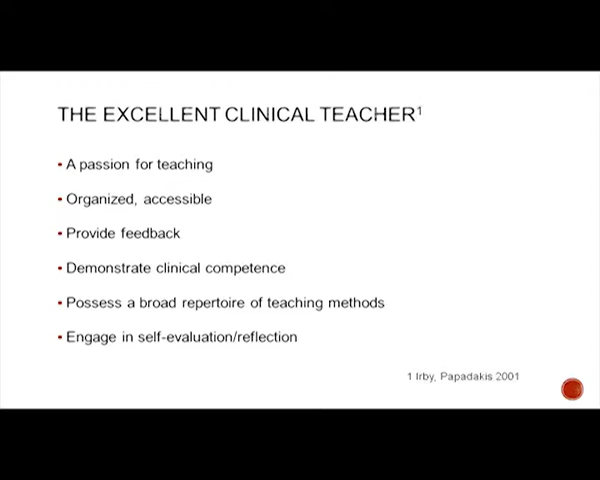 THE EXCELLENT CLINICAL TEACHER¹
▪ A passion for teaching
▪ Organized, accessible
▪ Provide feedback
▪ Demonstrate clinical competence
▪ Possess a broad repertoire of teaching methods
▪ Engage in self-evaluation/reflection
1 Irby, Papadakis 2001